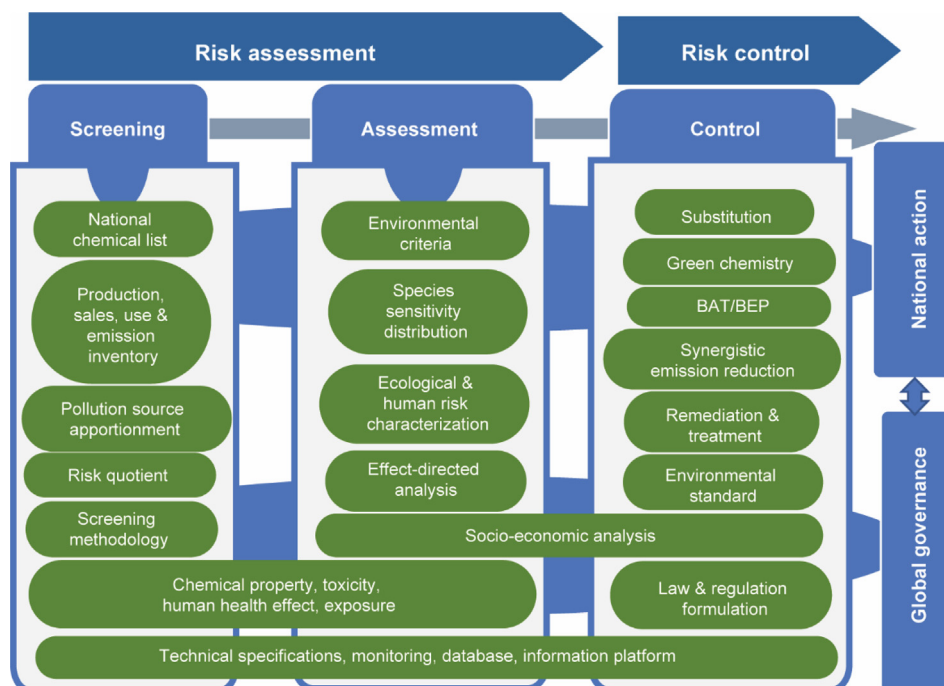 Risk assessment
Risk control
Screening
Assessment
Control
National
chemical list
Production,
sales, use &
emission
inventory
Pollution source
apportionment
Risk quotient
Screening
methodology
Environmental
criteria
Species
sensitivity
distribution
Ecological &
human risk
characterization
Effect-directed
analysis
Substitution
Green chemistry
BAT/BEP
Synergistic
emission reduction
Remediation &
treatment
Environmental
standard
Socio-economic analysis
Chemical property, toxicity,
human health effect, exposure
Law & regulation
formulation
Technical specifications, monitoring, database, information platform
National action
Global governance